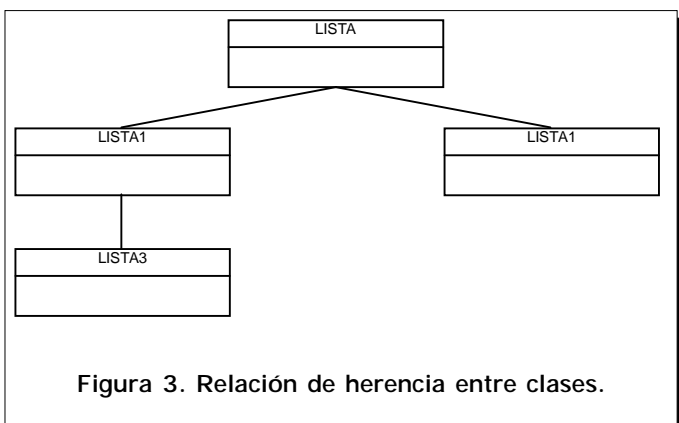 LISTA
LISTA1
LISTA1
LISTA3
Figura 3. Relación de herencia entre clases.